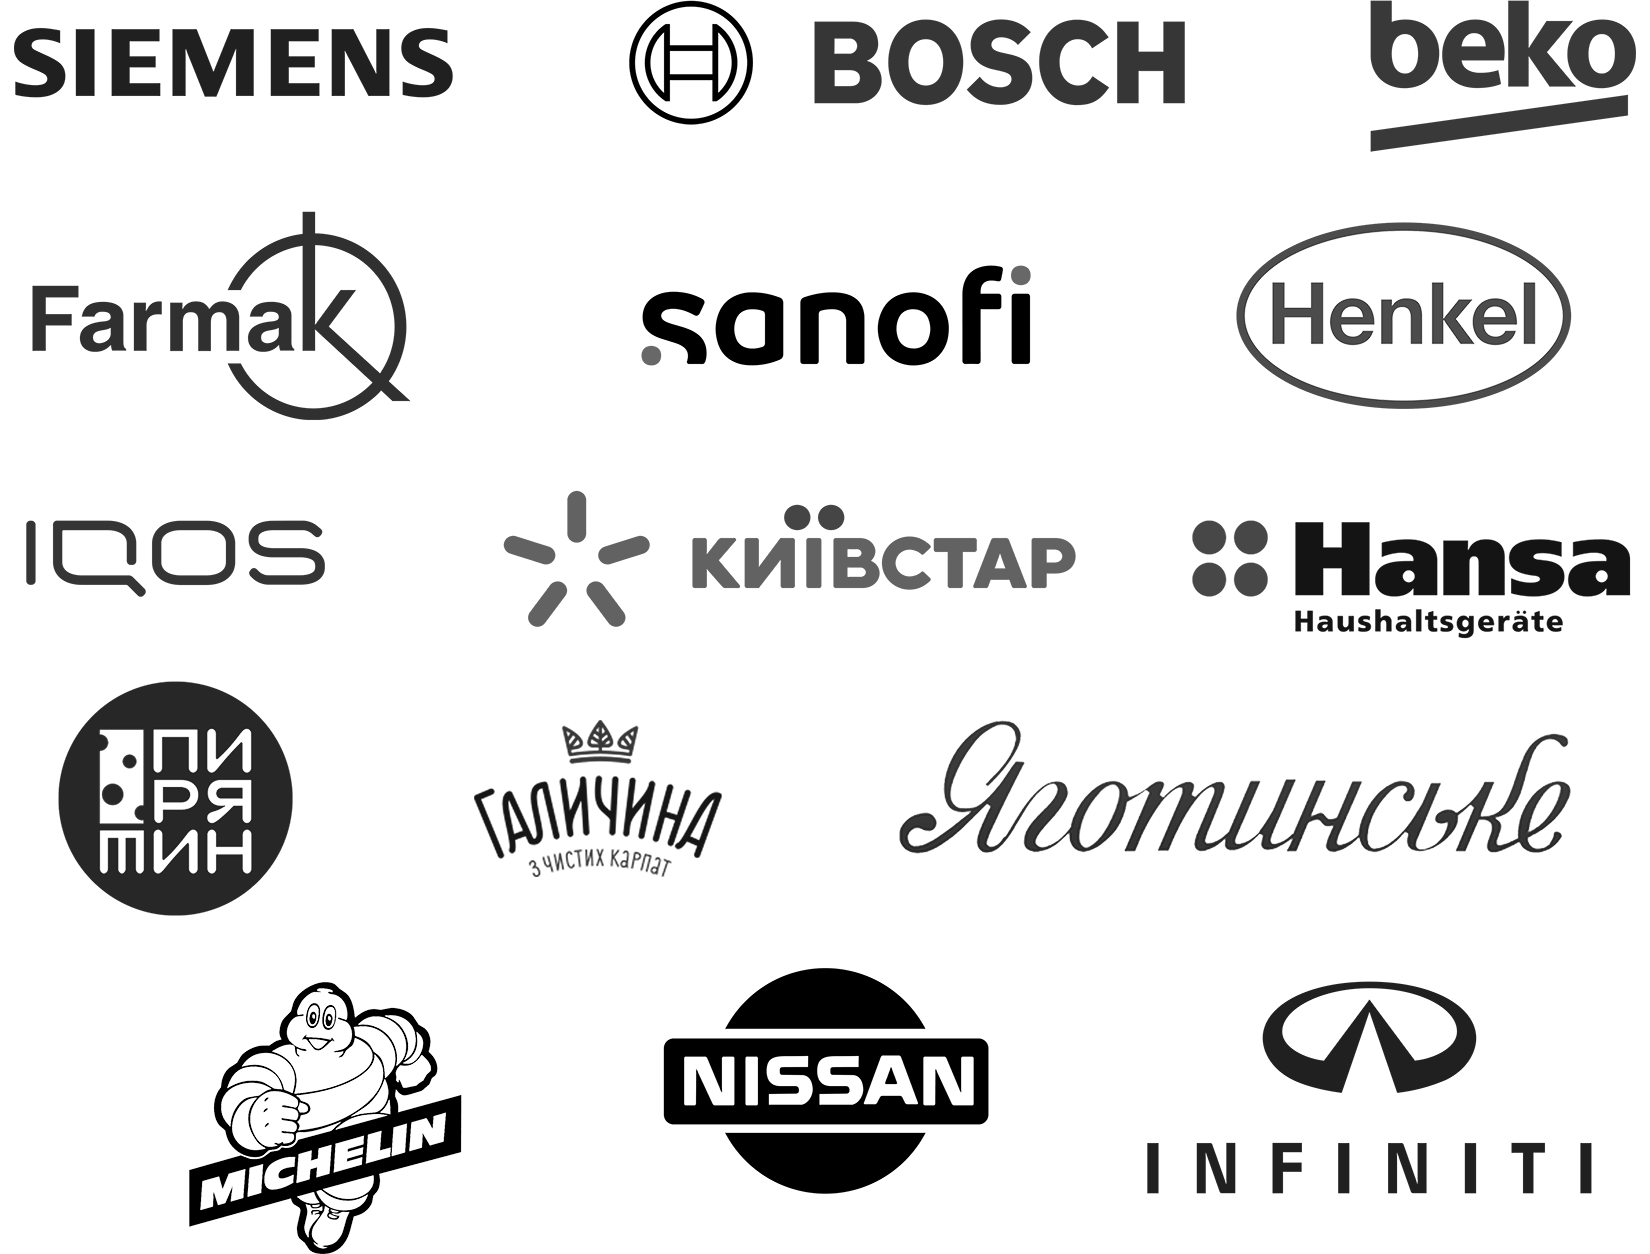 SIEMENS
BOSCH
beko
Farmak
sanofi
Henkel
IQOS
КИЇВСТАР
Hansa
Haushaltsgeräte
ПИ
РЯ
ТИН
ГАЛИЧИНА
З ЧИСТИХ КАРПАТ
Яготинське
MICHELIN
NISSAN
INFINITI